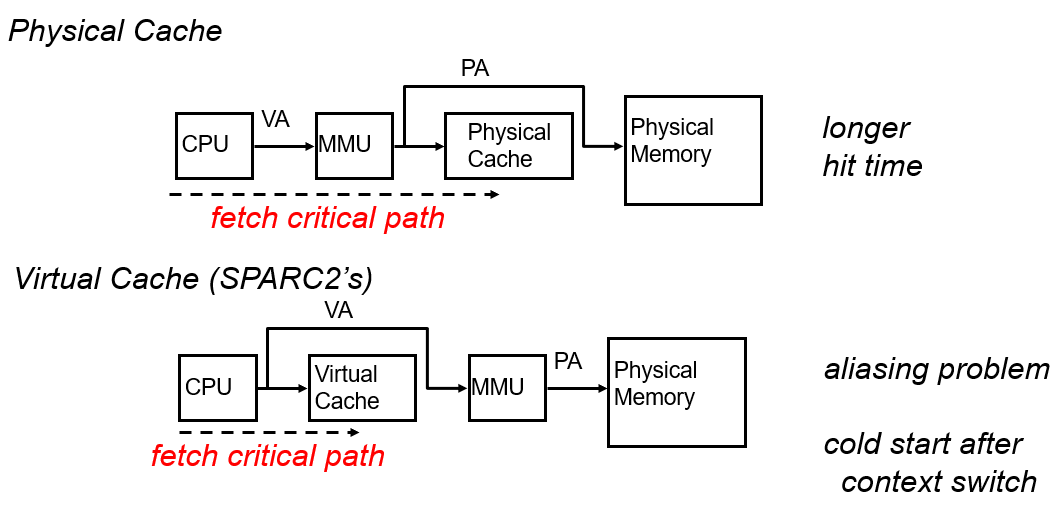 Physical Cache
PA
VA
CPU
MMU
Physical
Cache
Physical
Memory
longer
hit time
fetch critical path
Virtual Cache (SPARC2's)
VA
CPU
Virtual
Cache
MMU
PA
Physical
Memory
aliasing problem
fetch critical path
cold start after
context switch